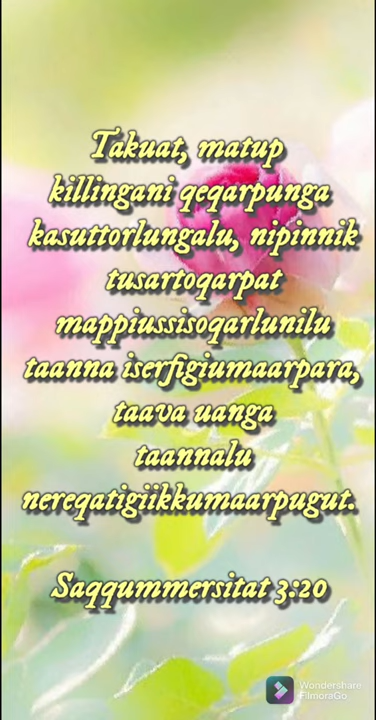 Takuat, matup
killingani qeqarpunga
kasuttorlungalu, nipinnik
tusartoqarpat
mappiussisoqarlunilu
taanna iserfigiumaarpara,
taava uanga
taannalu
nereqatigiikkumaarpugut.
Saqqummersitat 3:20
Wondershare
FilmoraGo